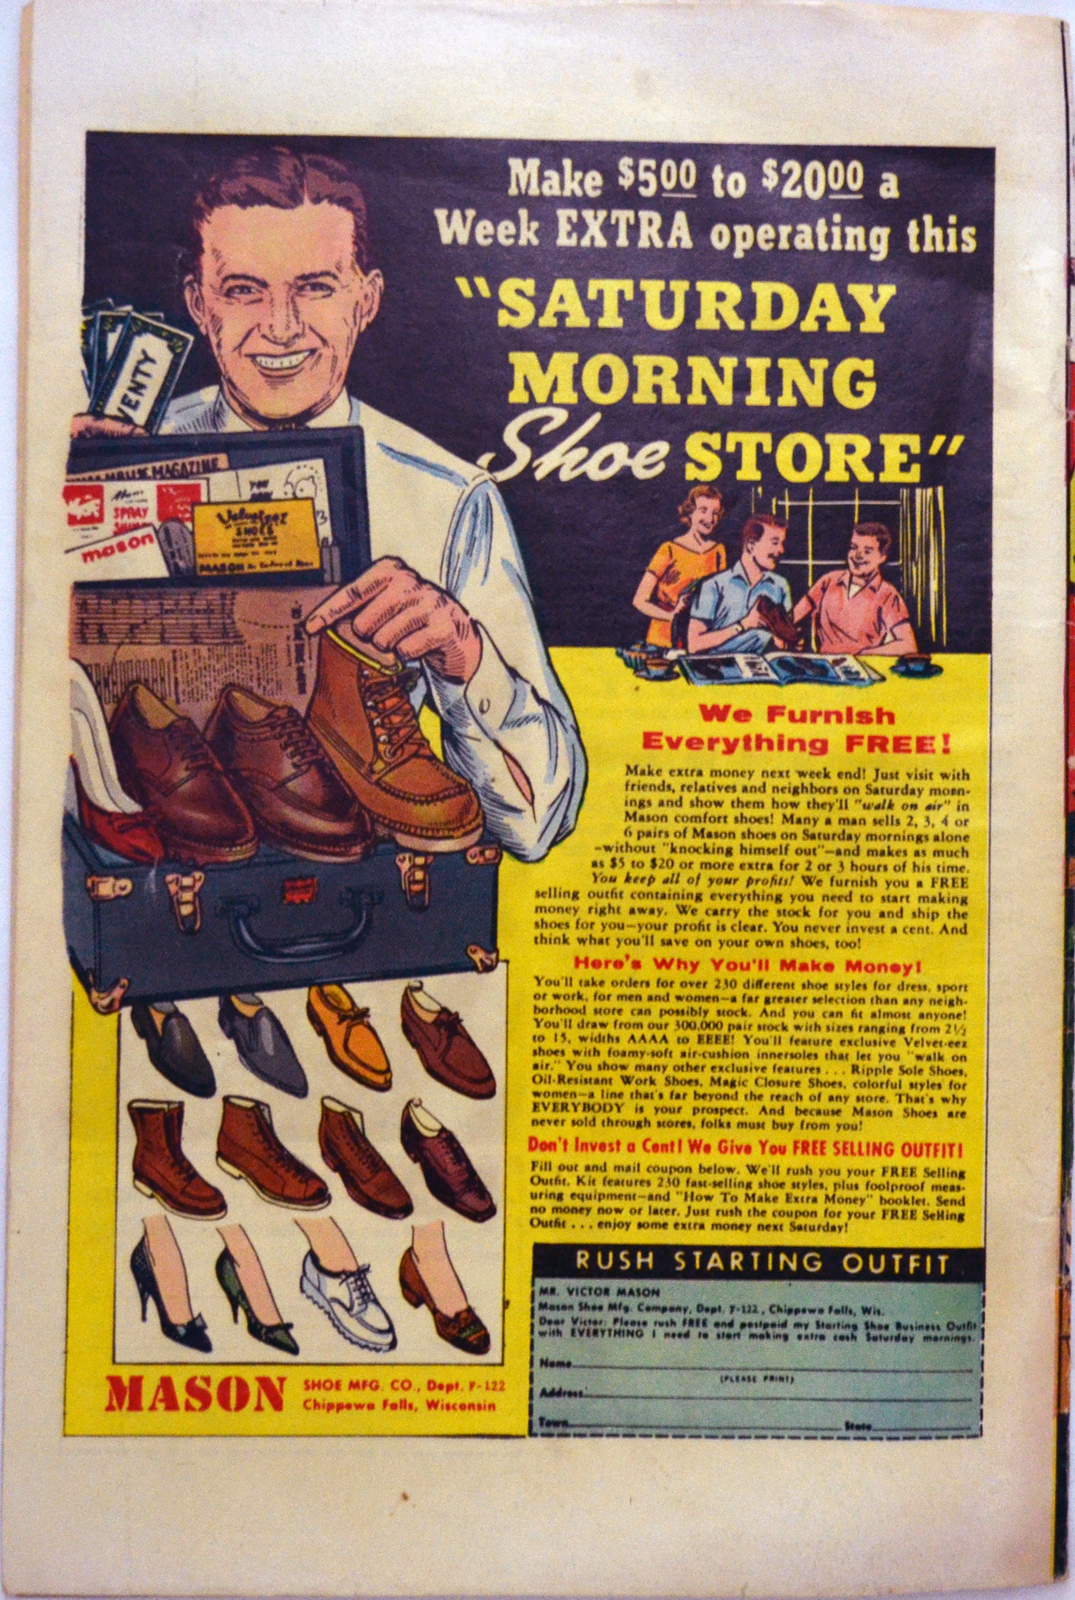 Make $500 to $2000 a
Week EXTRA operating this
"SATURDAY
MORNING
Shoe STORE"
VENTY
MAGAZINE
SPRAY
mason
YOU
Velveteez
SHOES
MASON
We Furnish
Everything FREE!
Make extra money next week end! Just visit with
friends, relatives and neighbors on Saturday morn-
ings and show them how they'll "walk on air" in
Mason comfort shoes! Many a man sells 2, 3, 4 or
6 pairs of Mason shoes on Saturday mornings alone
-without "knocking himself out"-and makes as much
as $5 to $20 or more extra for 2 or 3 hours of his time.
You keep all of your profits! We furnish you a FREE
selling outfit containing everything you need to start making
money right away. We carry the stock for you and ship the
shoes for you-your profit is clear. You never invest a cent. And
think what you'll save on your own shoes, too!
Here's Why You'll Make Money!
You'll take orders for over 230 different shoe styles for dress, sport
or work, for men and women-a far greater selection than any neigh-
borhood store can possibly stock. And you can fit almost anyone!
You'll draw from our 300,000 pair stock with sizes ranging from 2½
to 15, widths AAAA to EEEE! You'll feature exclusive Velvet-eez
shoes with foamy-soft air-cushion innersoles that let you "walk on
air." You show many other exclusive features . . . Ripple Sole Shoes,
Oil-Resistant Work Shoes, Magic Closure Shoes, colorful styles for
women-a line that's far beyond the reach of any store. That's why
EVERYBODY is your prospect. And because Mason Shoes are
never sold through stores, folks must buy from you!
Don't Invest a Cent! We Give You FREE SELLING OUTFIT!
Fill out and mail coupon below. We'll rush you your FREE Selling
Outfit. Kit features 230 fast-selling shoe styles, plus foolproof meas-
uring equipment-and "How To Make Extra Money" booklet. Send
no money now or later. Just rush the coupon for your FREE Selling
Outfit . . . enjoy some extra money next Saturday!
RUSH STARTING OUTFIT
MR. VICTOR MASON
Mason Shoe Mfg. Company, Dept. F-122, Chippewa Falls, Wis.
Dear Victor: Please rush FREE and postpaid my Starting Shoe Business Outfit
with EVERYTHING I need to start making extra cash Saturday mornings.
Name
(PLEASE PRINT)
Address
Town State
MASON SHOE MFG. CO., Dept. F-122
Chippewa Falls, Wisconsin